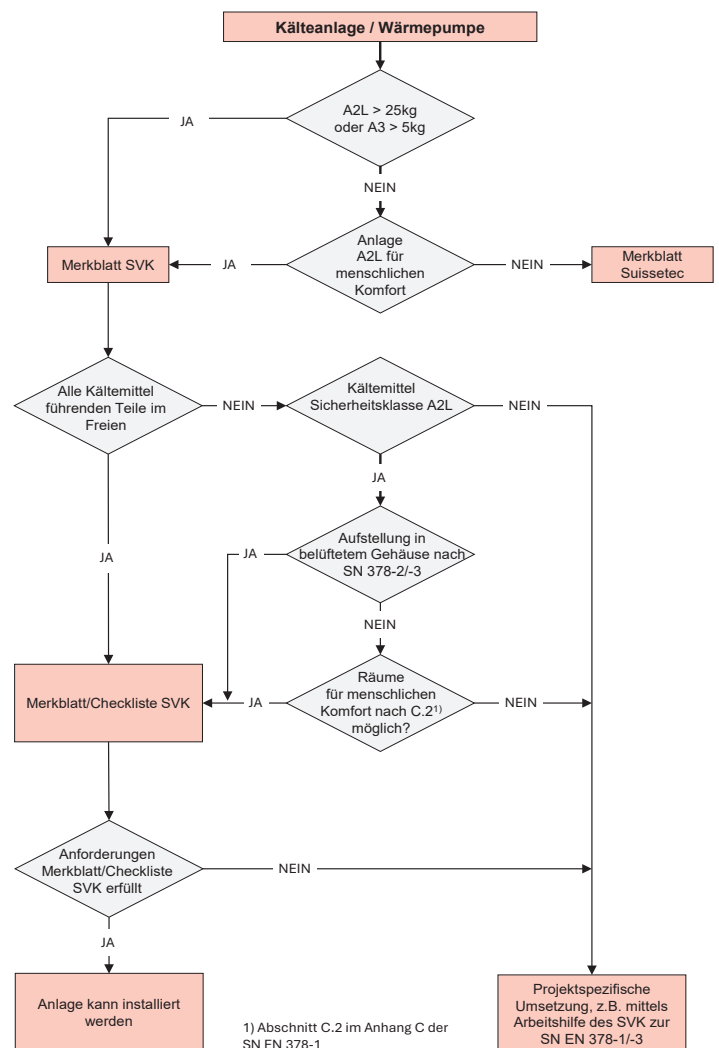 Kälteanlage / Wärmepumpe
A2L > 25kg
oder A3 > 5kg
JA
NEIN
Anlage
A2L für
menschlichen
Komfort
Merkblatt SVK
JA
NEIN
Merkblatt
Suissetec
Alle Kältemittel
führenden Teile im
Freien
NEIN
Kältemittel
Sicherheitsklasse A2L
NEIN
JA
JA
Aufstellung in
belüftetem Gehäuse nach
SN 378-2/-3
JA
NEIN
Merkblatt/Checkliste SVK
JA
Räume
für menschlichen
Komfort nach C.2¹⁾
möglich?
NEIN
Anforderungen
Merkblatt/Checkliste
SVK erfüllt
NEIN
JA
Anlage kann installiert
werden
1) Abschnitt C.2 im Anhang C der
SN EN 378-1
Projektspezifische
Umsetzung, z.B. mittels
Arbeitshilfe des SVK zur
SN EN 378-1/-3